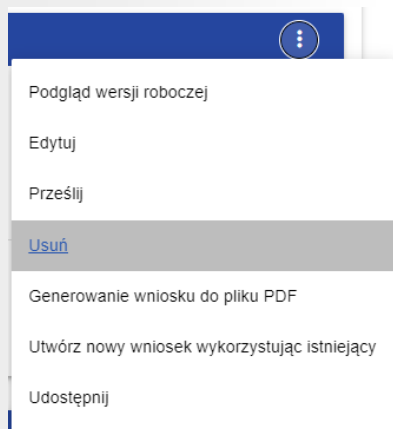 Podgląd wersji roboczej
Edytuj
Prześlij
Usuń
Generowanie wniosku do pliku PDF
Utwórz nowy wniosek wykorzystując istniejący
Udostępnij